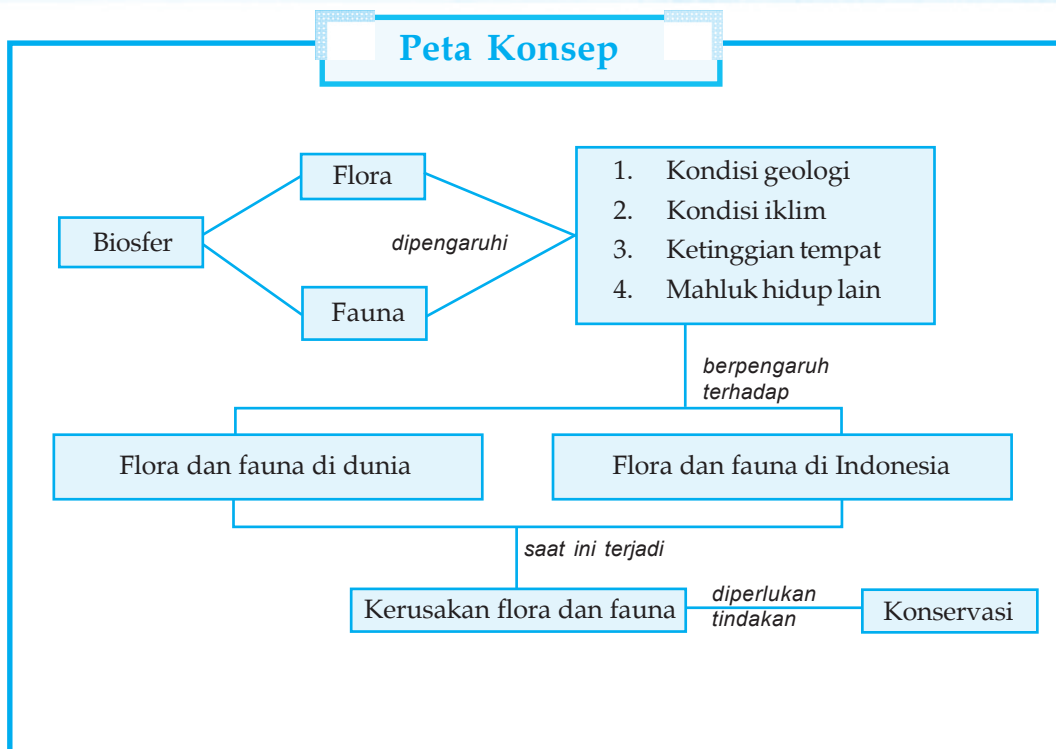 Peta Konsep
Flora
Biosfer
dipengaruhi
Fauna
1. Kondisi geologi
2. Kondisi iklim
3. Ketinggian tempat
4. Mahluk hidup lain
berpengaruh
terhadap
Flora dan fauna di dunia
Flora dan fauna di Indonesia
saat ini terjadi
Kerusakan flora dan fauna
diperlukan
tindakan
Konservasi